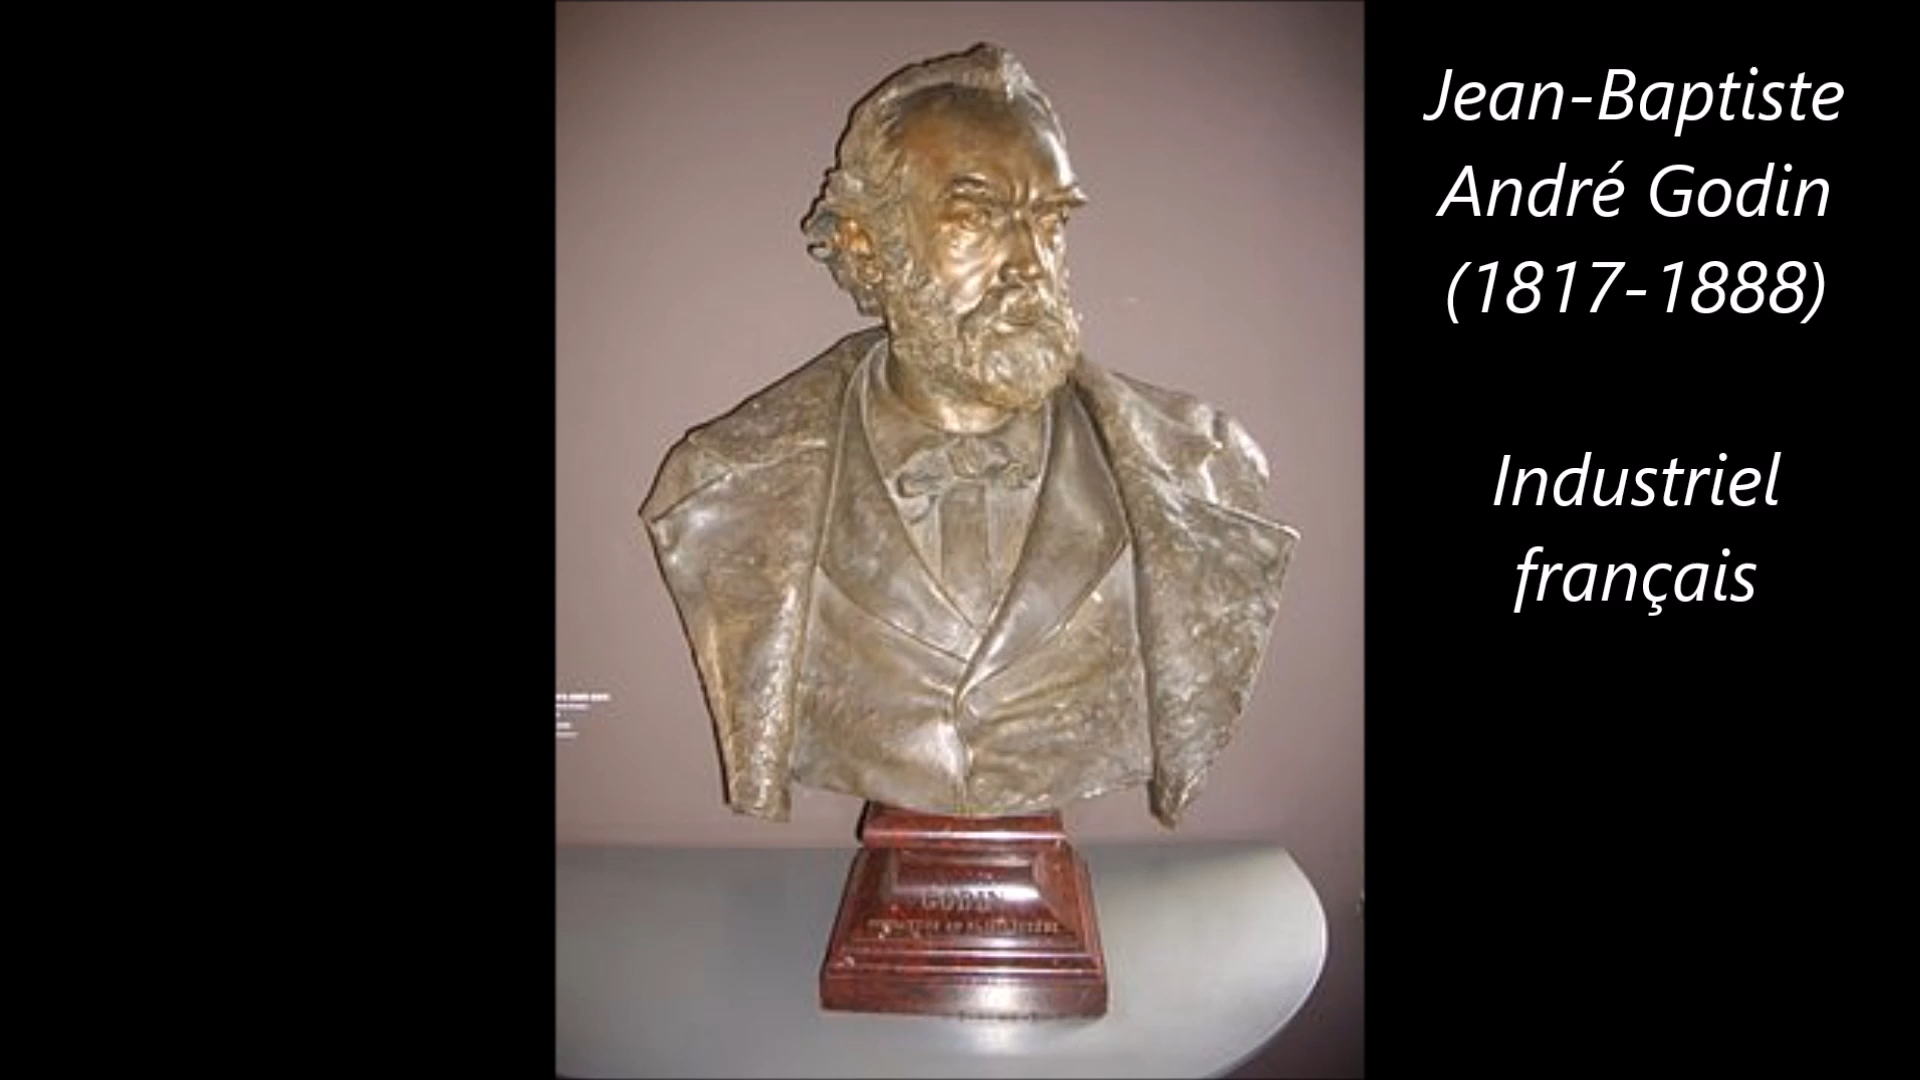 Jean-Baptiste
André Godin
(1817-1888)
Industriel
français
GODIN